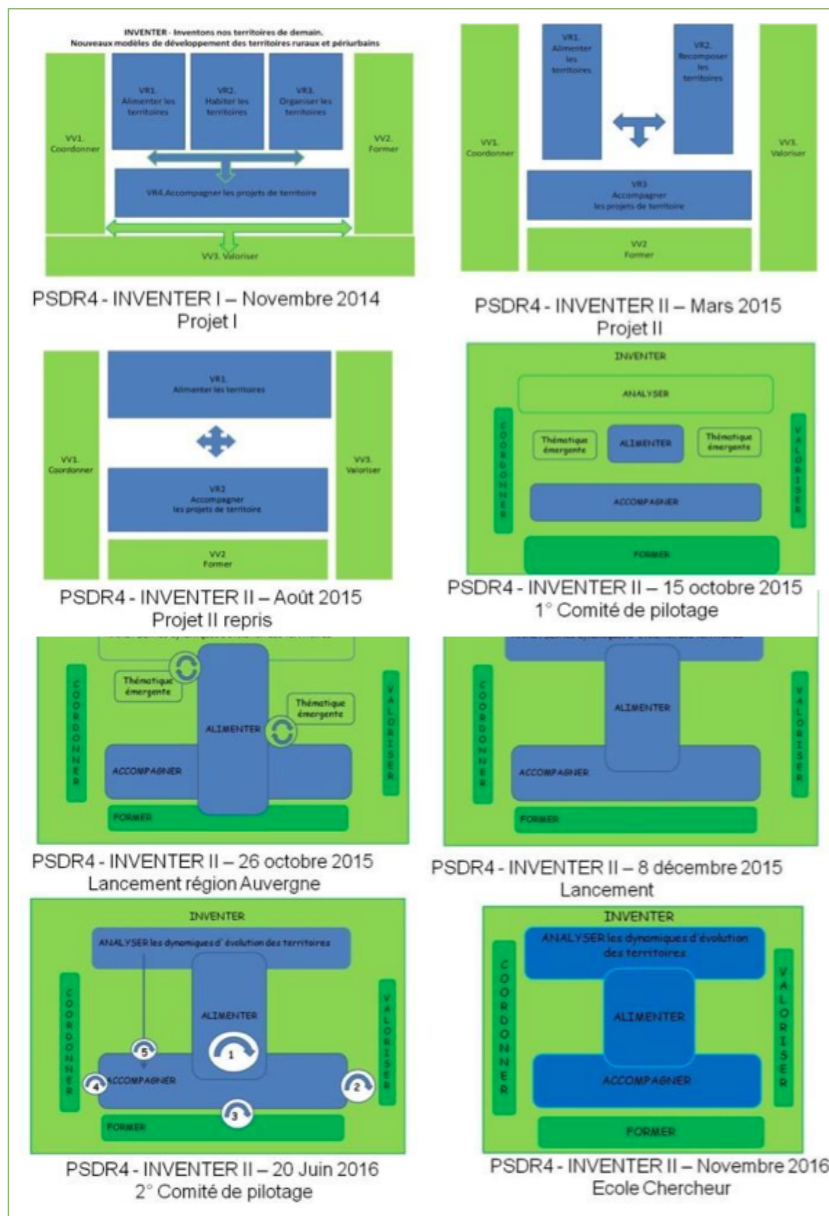 INVENTER - Inventons nos territoires de demain.
Nouveaux modèles de développement des territoires ruraux et périurbains
VV1.
Coordonner
VR1.
Alimenter les
territoires
VR2.
Habiter les
territoires
VR3.
Organiser les
territoires
VV2.
Former
VR4.Accompagner les projets de territoire
VV3. Valoriser
PSDR4 - INVENTER I – Novembre 2014
Projet I
VV1.
Coordonner
VR1.
Alimenter
les
territoires
VR2.
Recomposer
les
territoires
VV3.
Valoriser
VR3
Accompagner
les projets de territoire
VV2
Former
PSDR4 - INVENTER II – Mars 2015
Projet II
VV1.
Coordonner
VR1.
Alimenter les territoires
VV3.
Valoriser
VR2
Accompagner
les projets de territoire
VV2
Former
PSDR4 - INVENTER II – Août 2015
Projet II repris
INVENTER
ANALYSER
COORDONNER
Thématique
émergente
ALIMENTER
Thématique
émergente
VALORISER
ACCOMPAGNER
FORMER
PSDR4 - INVENTER II – 15 octobre 2015
1° Comité de pilotage
COORDONNER
Thématique
émergente
ALIMENTER
Thématique
émergente
VALORISER
ACCOMPAGNER
FORMER
PSDR4 - INVENTER II – 26 octobre 2015
Lancement région Auvergne
COORDONNER
ALIMENTER
VALORISER
ACCOMPAGNER
FORMER
PSDR4 - INVENTER II – 8 décembre 2015
Lancement
INVENTER
ANALYSER les dynamiques d'évolution des territoires
COORDONNER
ALIMENTER
VALORISER
1
5
4
ACCOMPAGNER
2
3
FORMER
PSDR4 - INVENTER II – 20 Juin 2016
2° Comité de pilotage
INVENTER
ANALYSER les dynamiques d'évolution
des territoires
COORDONNER
ALIMENTER
VALORISER
ACCOMPAGNER
FORMER
PSDR4 - INVENTER II – Novembre 2016
Ecole Chercheur